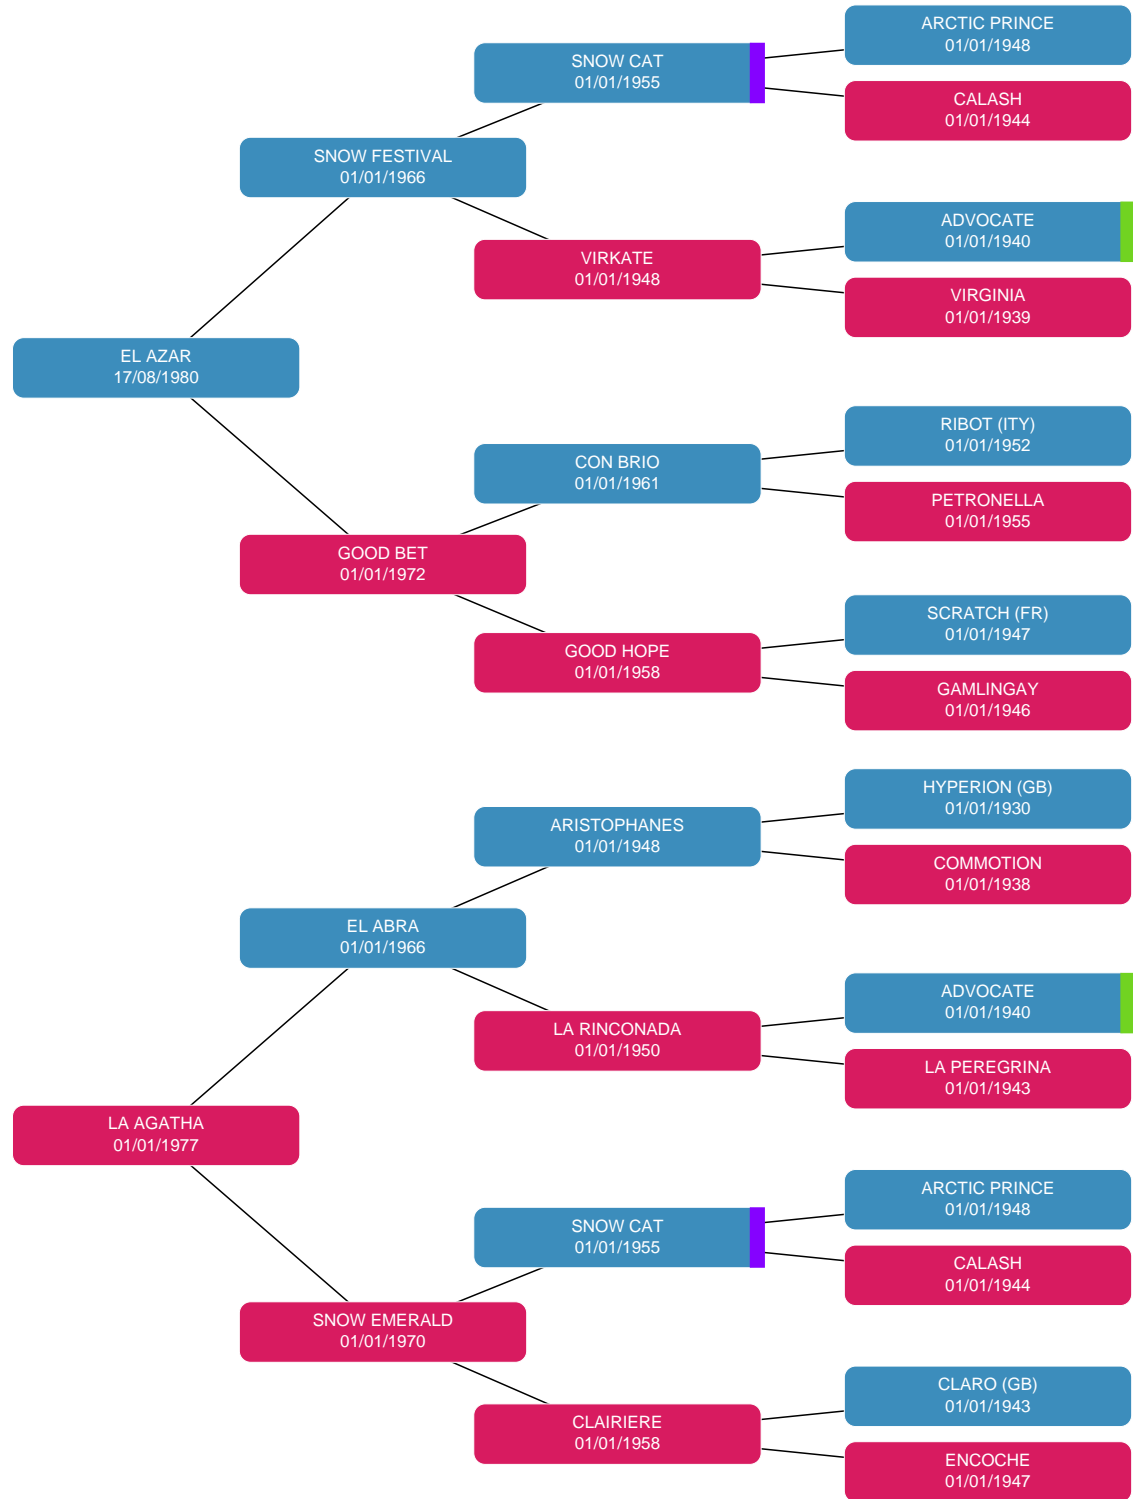 ARCTIC PRINCE
01/01/1948
SNOW CAT
01/01/1955
CALASH
01/01/1944
SNOW FESTIVAL
01/01/1966
ADVOCATE
01/01/1940
VIRKATE
01/01/1948
VIRGINIA
01/01/1939
EL AZAR
17/08/1980
RIBOT (ITY)
01/01/1952
CON BRIO
01/01/1961
PETRONELLA
01/01/1955
GOOD BET
01/01/1972
SCRATCH (FR)
01/01/1947
GOOD HOPE
01/01/1958
GAMLINGAY
01/01/1946
HYPERION (GB)
01/01/1930
ARISTOPHANES
01/01/1948
COMMOTION
01/01/1938
EL ABRA
01/01/1966
ADVOCATE
01/01/1940
LA RINCONADA
01/01/1950
LA PEREGRINA
01/01/1943
LA AGATHA
01/01/1977
ARCTIC PRINCE
01/01/1948
SNOW CAT
01/01/1955
CALASH
01/01/1944
SNOW EMERALD
01/01/1970
CLARO (GB)
01/01/1943
CLAIRIERE
01/01/1958
ENCOCHE
01/01/1947